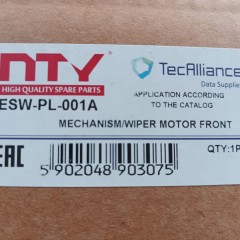 NTY
HIGH QUALITY SPARE PARTS
TecAlliance
Data Supplier
ESW-PL-001A
APPLICATION ACCORDING
TO THE CATALOG
MECHANISM/WIPER MOTOR FRONT
EAC
QTY:1P
5 902048 903075